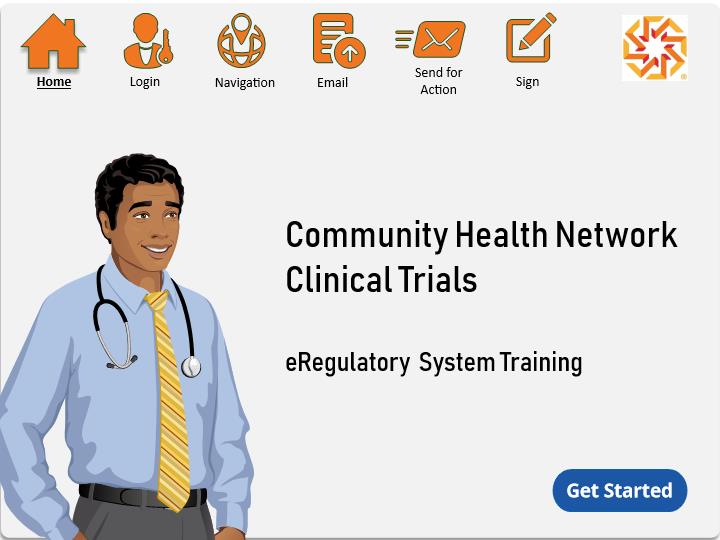 Home
Login
Navigation
Email
Send for
Action
Sign
Community Health Network
Clinical Trials
eRegulatory System Training
Get Started